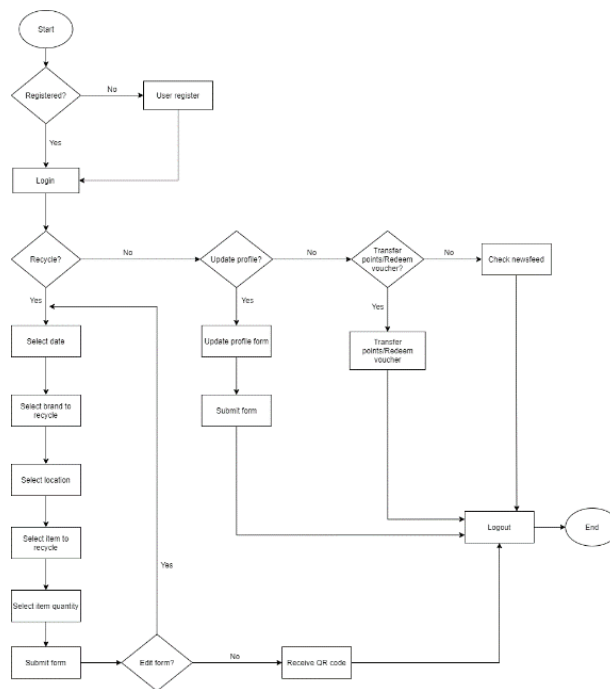 Start
Registered?
No
User register
Yes
Login
Recycle?
No
Update profile?
No
Transfer
points/Redeem
voucher?
No
Check newsfeed
Yes
Yes
Yes
Select date
Update profile form
Transfer
points/Redeem
voucher
Select brand to
recycle
Submit form
Select location
Select item to
recycle
Logout
End
Yes
Select item quantity
Submit form
Edit form?
No
Receive QR code